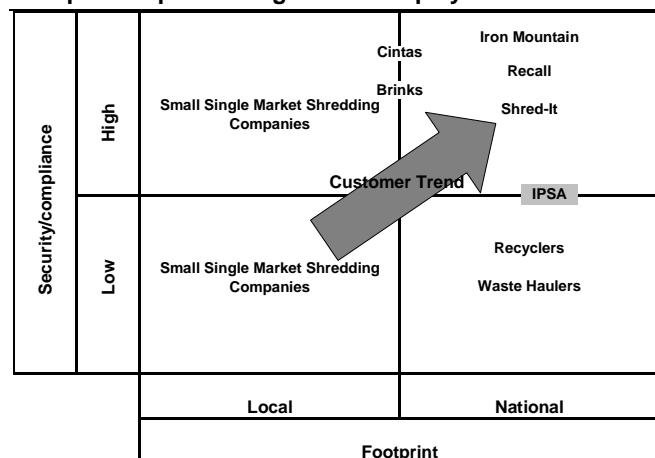 Iron Mountain
Cintas
Recall
Brinks
Small Single Market Shredding
Companies
Shred-It
High
Customer Trend
IPSA
Security/compliance
Low
Small Single Market Shredding
Companies
Recyclers
Waste Haulers
Local
National
Footprint